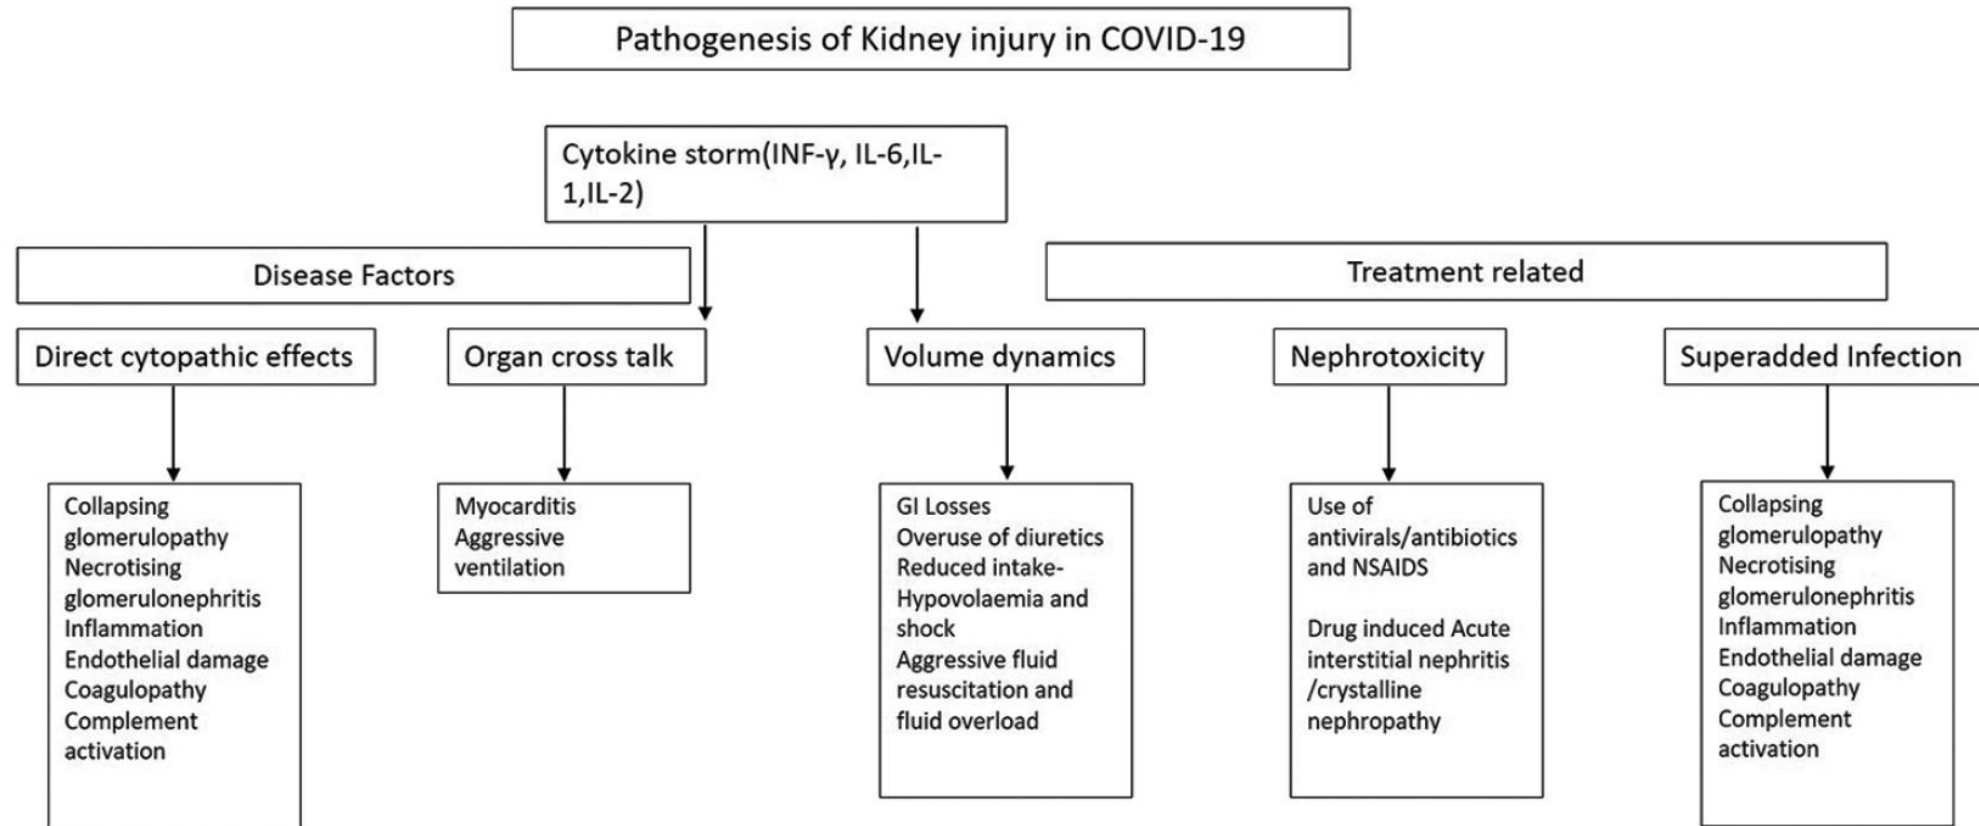 Pathogenesis of Kidney injury in COVID-19
Cytokine storm(INF-γ, IL-6,IL-
1,IL-2)
Disease Factors
Treatment related
Direct cytopathic effects
Organ cross talk
Volume dynamics
Nephrotoxicity
Superadded Infection
Collapsing
glomerulopathy
Necrotising
glomerulonephritis
Inflammation
Endothelial damage
Coagulopathy
Complement
activation
Myocarditis
Aggressive
ventilation
GI Losses
Overuse of diuretics
Reduced intake-
Hypovolaemia and
shock
Aggressive fluid
resuscitation and
fluid overload
Use of
antivirals/antibiotics
and NSAIDS
Drug induced Acute
interstitial nephritis
/crystalline
nephropathy
Collapsing
glomerulopathy
Necrotising
glomerulonephritis
Inflammation
Endothelial damage
Coagulopathy
Complement
activation